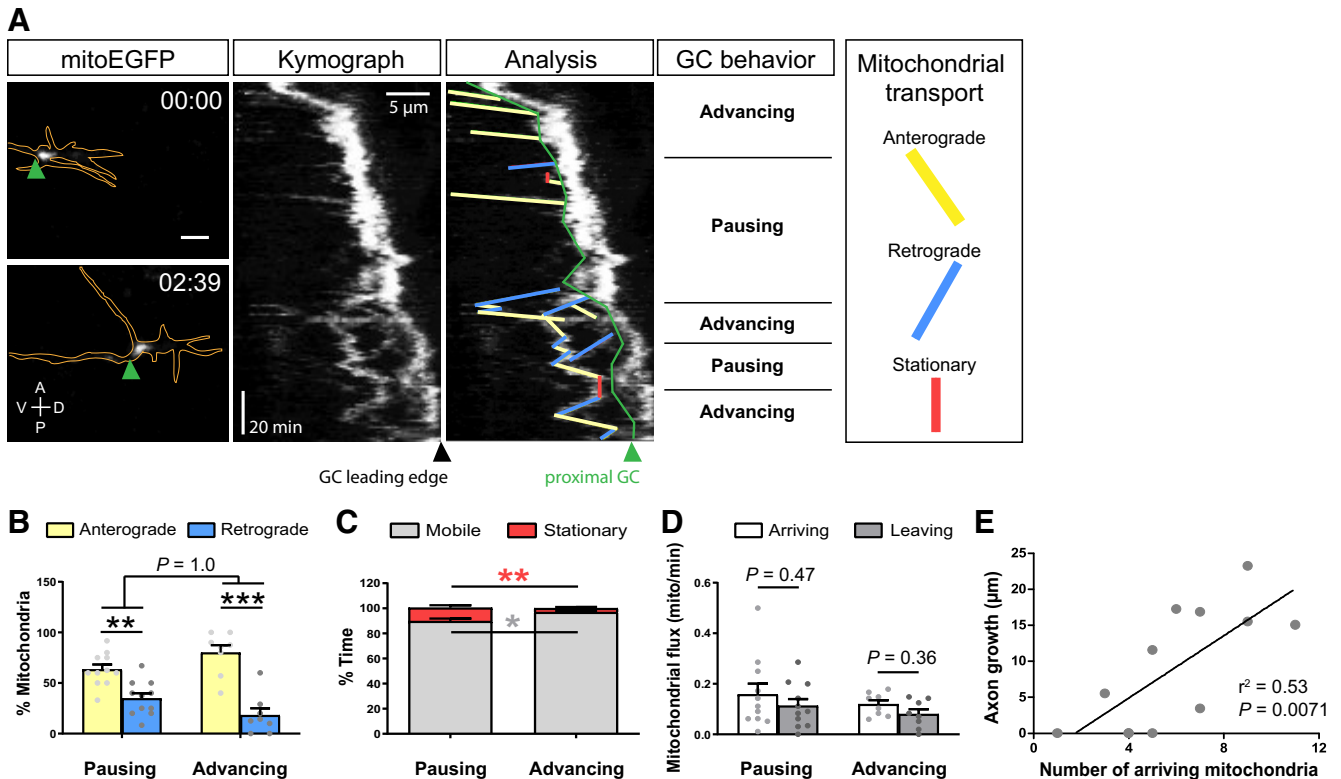 A
mitoEGFP
Kymograph
Analysis
GC behavior
Mitochondrial
transport
00:00
5 µm
Advancing
Anterograde
Pausing
Retrograde
02:39
Advancing
Pausing
Stationary
A
V D
P
20 min
Advancing
GC leading edge
proximal GC
B
Anterograde Retrograde
P = 1.0
** ***
% Mitochondria
150
100
50
0
Pausing Advancing
C
Mobile Stationary
**
*
% Time
120
100
80
60
40
20
0
Pausing Advancing
D
Arriving Leaving
Mitochondrial flux (mito/min)
P = 0.47
P = 0.36
0.6
0.4
0.2
0.0
Pausing Advancing
E
Axon growth (µm)
25
20
15
10
5
0
r² = 0.53
P = 0.0071
0 4 8 12
Number of arriving mitochondria